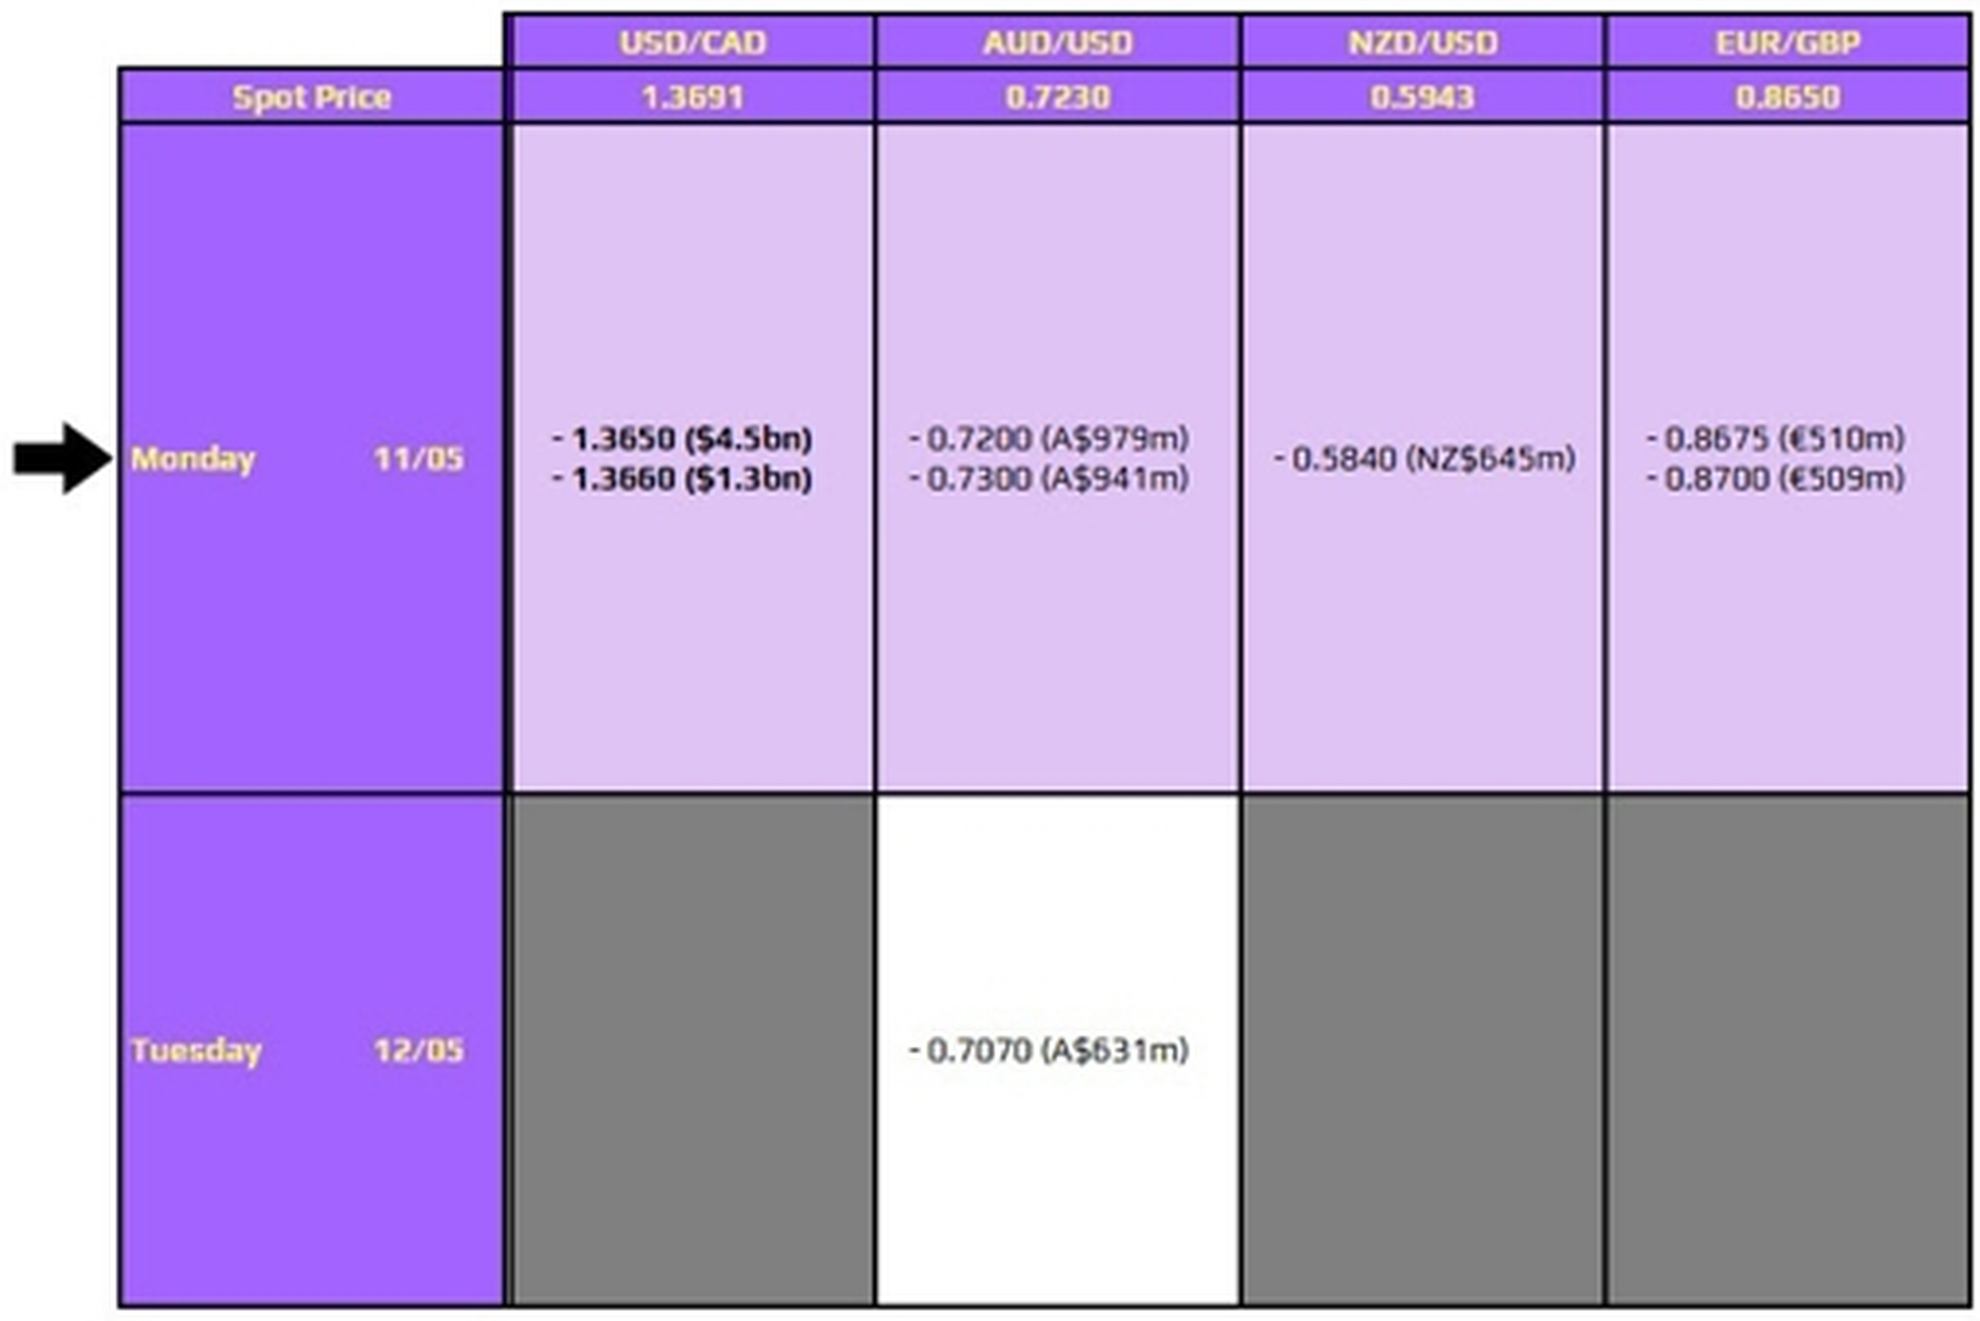 USD/CAD AUD/USD NZD/USD EUR/GBP
Spot Price 1.3691 0.7230 0.5943 0.8650
Monday 11/05
- 1.3650 ($4.5bn)
- 1.3660 ($1.3bn)
- 0.7200 (A$979m)
- 0.7300 (A$941m)
- 0.5840 (NZ$645m)
- 0.8675 (€510m)
- 0.8700 (€509m)
Tuesday 12/05
- 0.7070 (A$631m)